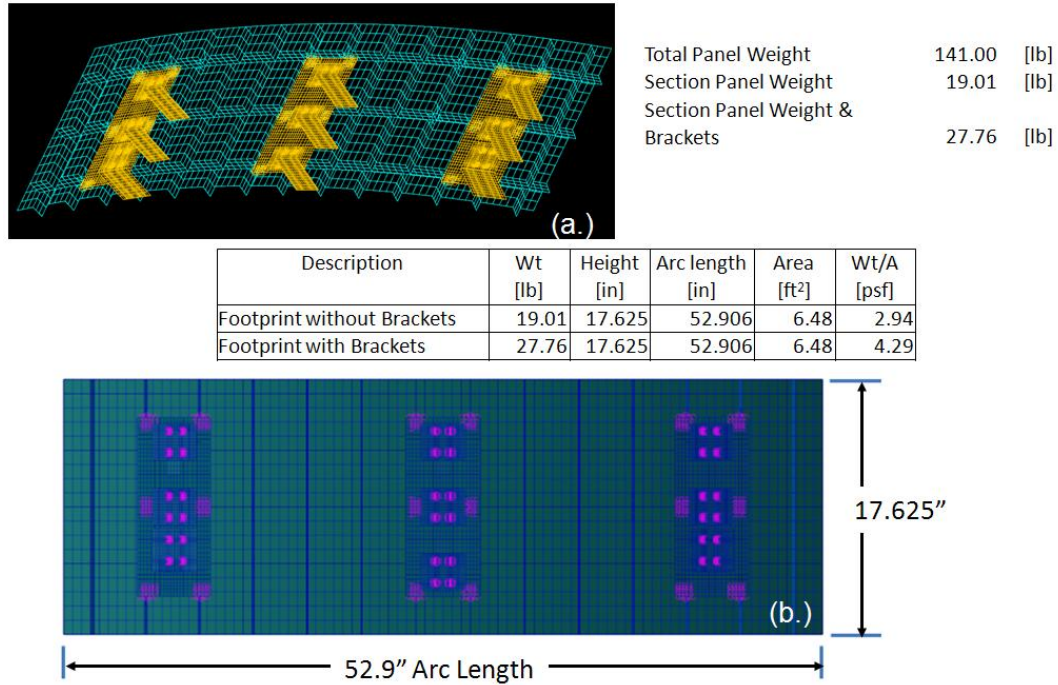 Total Panel Weight 141.00 [lb]
Section Panel Weight 19.01 [lb]
Section Panel Weight &
Brackets 27.76 [lb]
(a.)
Description Wt Height Arc length Area Wt/A
[lb] [in] [in] [ft²] [psf]
Footprint without Brackets 19.01 17.625 52.906 6.48 2.94
Footprint with Brackets 27.76 17.625 52.906 6.48 4.29
17.625”
(b.)
52.9” Arc Length